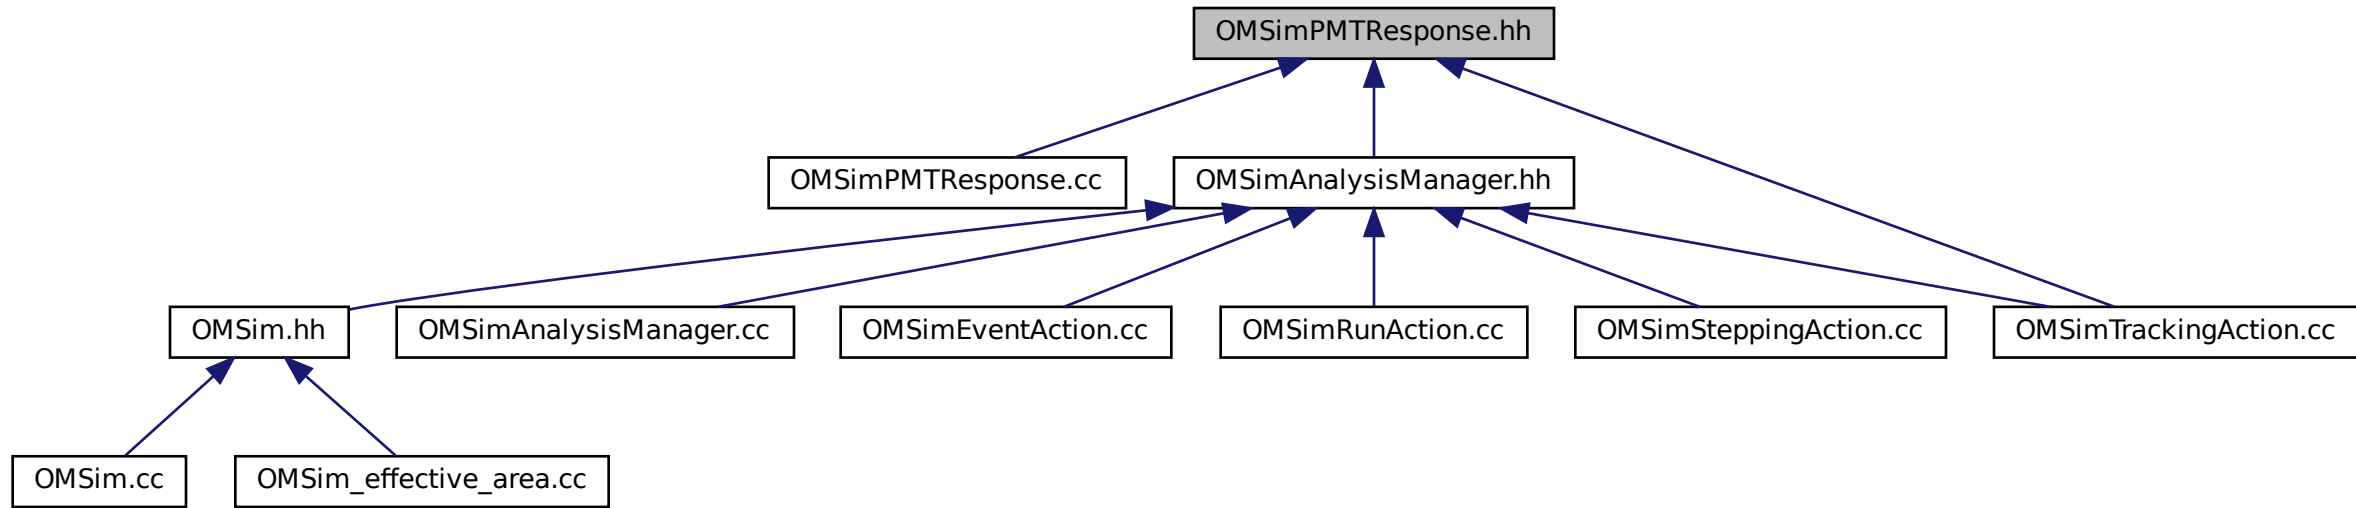 OMSimPMTResponse.hh
OMSimPMTResponse.cc
OMSimAnalysisManager.hh
OMSim.hh
OMSimAnalysisManager.cc
OMSimEventAction.cc
OMSimRunAction.cc
OMSimSteppingAction.cc
OMSimTrackingAction.cc
OMSim.cc
OMSim_effective_area.cc